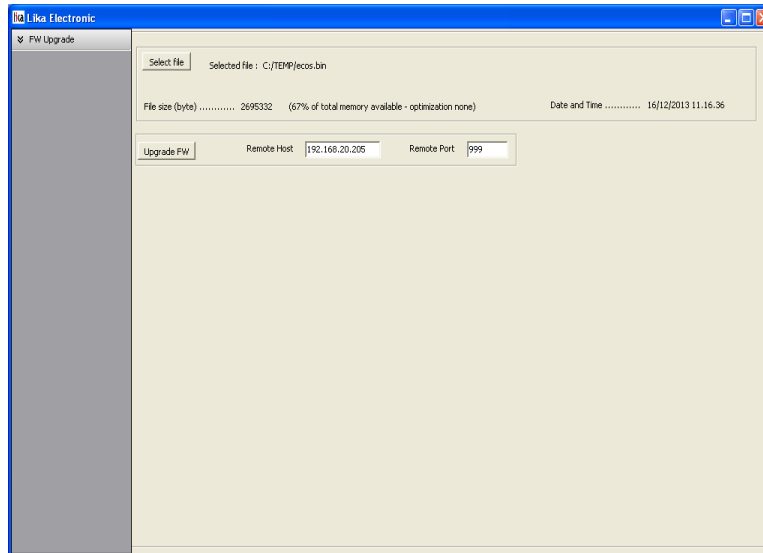 lika Lika Electronic
FW Upgrade
Select file Selected file : C:/TEMP/ecos.bin
File size (byte) ............ 2695332 (67% of total memory available - optimization none) Date and Time ............ 16/12/2013 11.16.36
Upgrade FW Remote Host 192.168.20.205 Remote Port 999